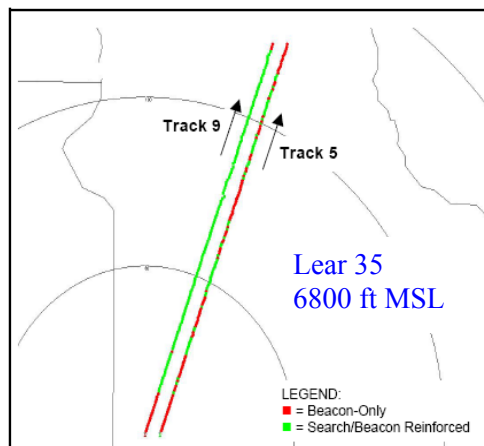 Track 9
Track 5
Lear 35
6800 ft MSL
LEGEND:
= Beacon-Only
= Search/Beacon Reinforced